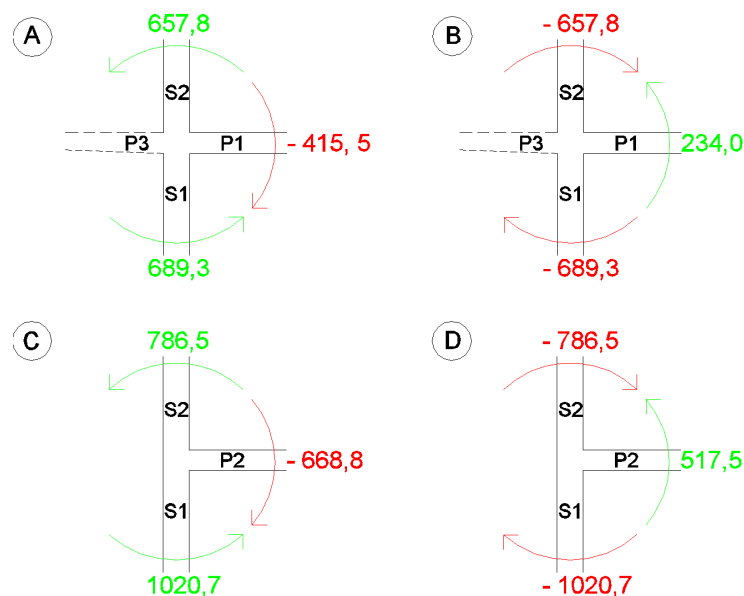 A
657,8
S2
P3
P1
- 415, 5
S1
689,3
B
- 657,8
S2
P3
P1
234,0
S1
- 689,3
C
786,5
S2
P2
- 668,8
S1
1020,7
D
- 786,5
S2
P2
517,5
S1
- 1020,7